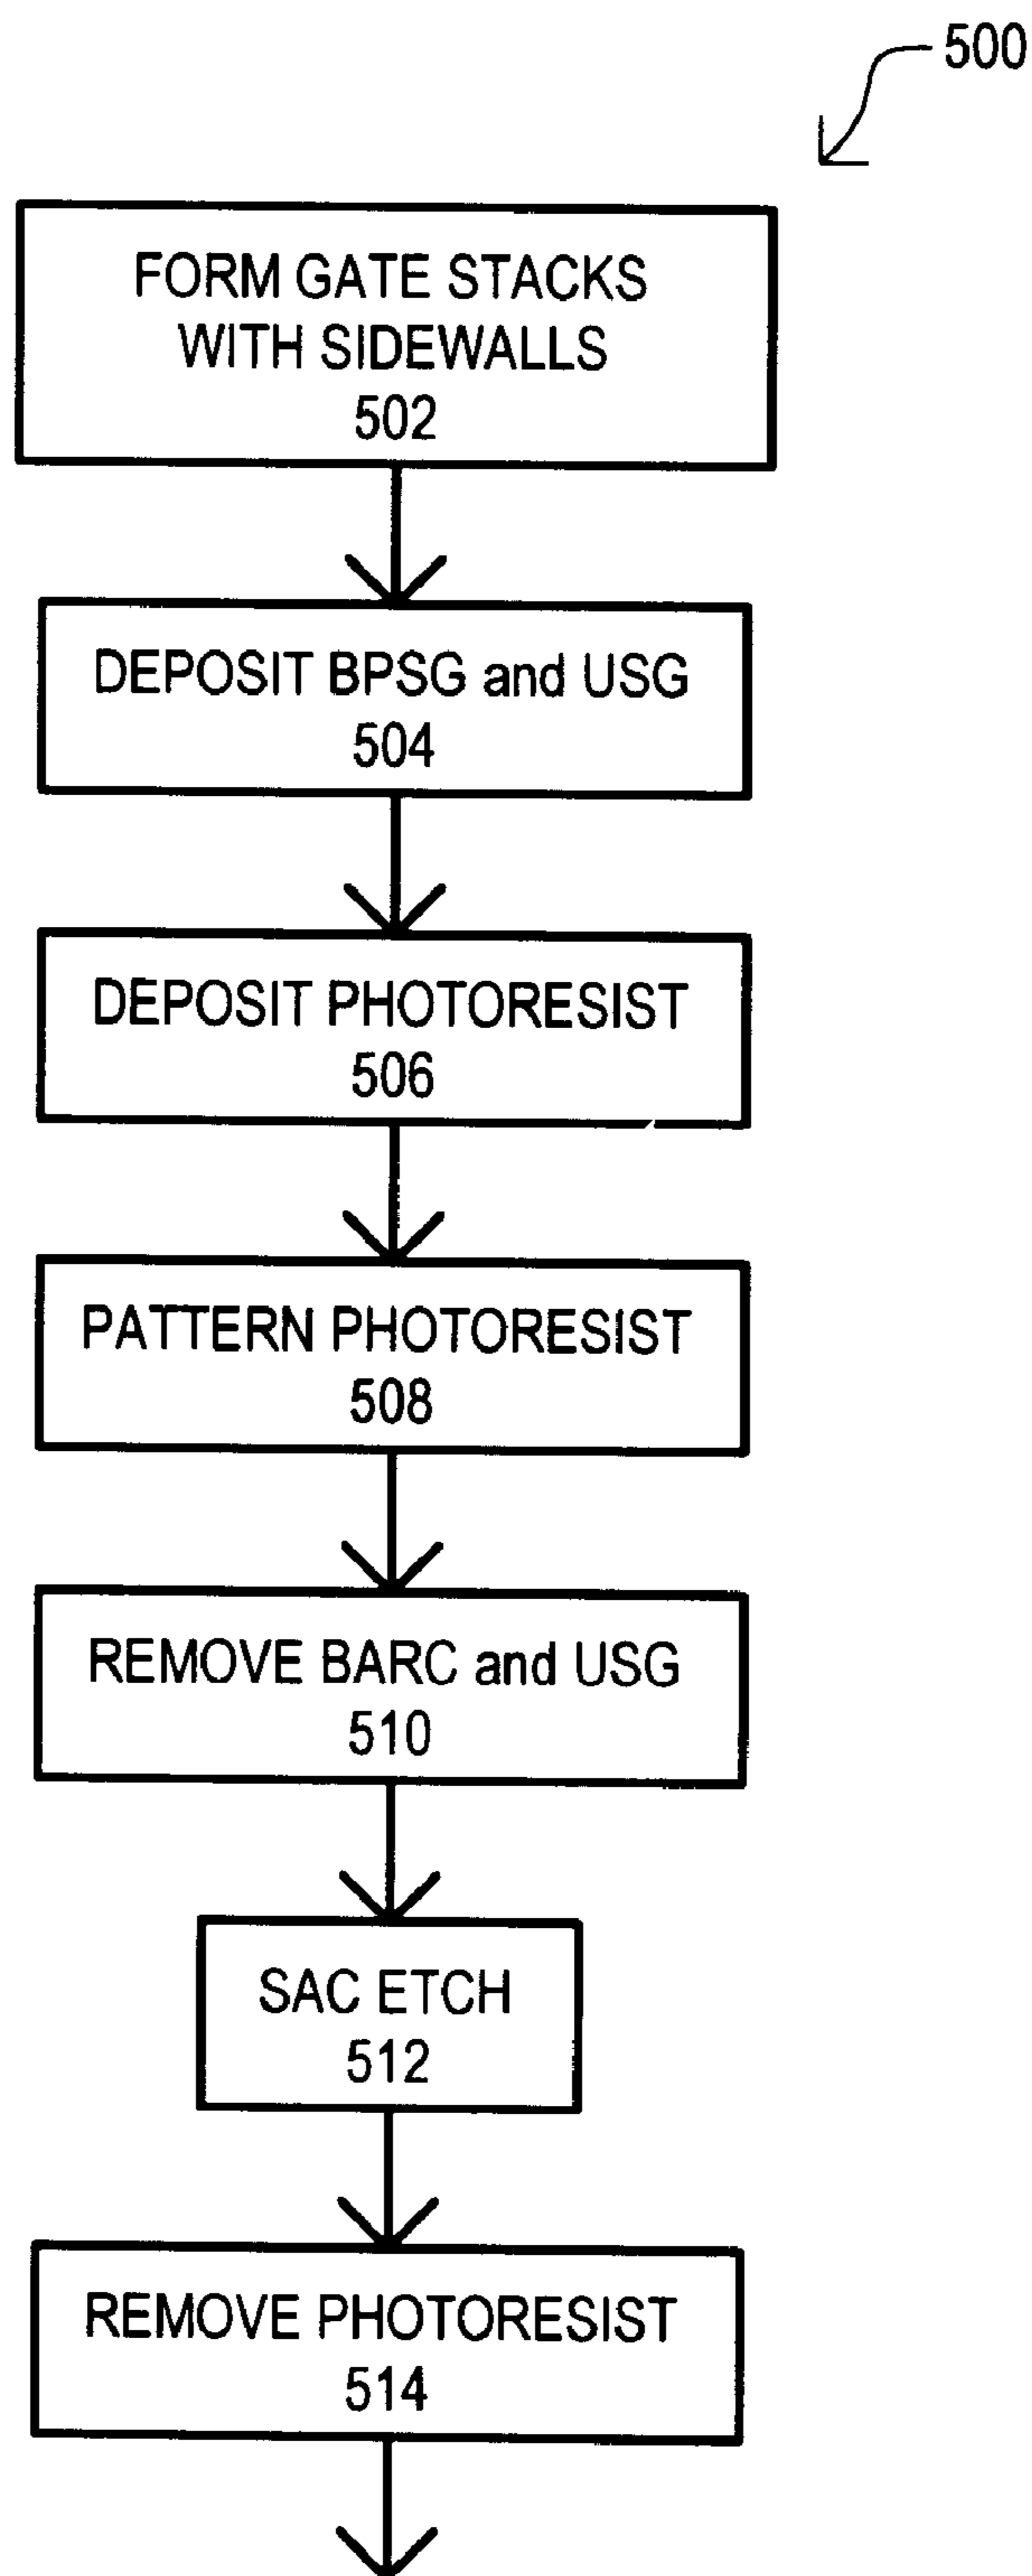 500
FORM GATE STACKS
WITH SIDEWALLS
502
DEPOSIT BPSG and USG
504
DEPOSIT PHOTORESIST
506
PATTERN PHOTORESIST
508
REMOVE BARC and USG
510
SAC ETCH
512
REMOVE PHOTORESIST
514